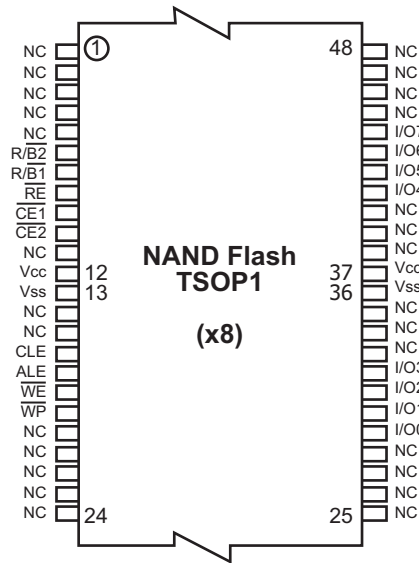 NC 1 48 NC
NC NC
NC NC
NC NC
NC I/O7
R/B2 I/O6
R/B1 I/O5
RE I/O4
CE1 NC
CE2 NC
NC NC
Vcc 12 37 Vcc
Vss 13 36 Vss
NAND Flash
TSOP1
(x8)
NC NC
NC NC
CLE NC
ALE I/O3
WE I/O2
WP I/O1
NC I/O0
NC NC
NC NC
NC NC
NC 24 25 NC